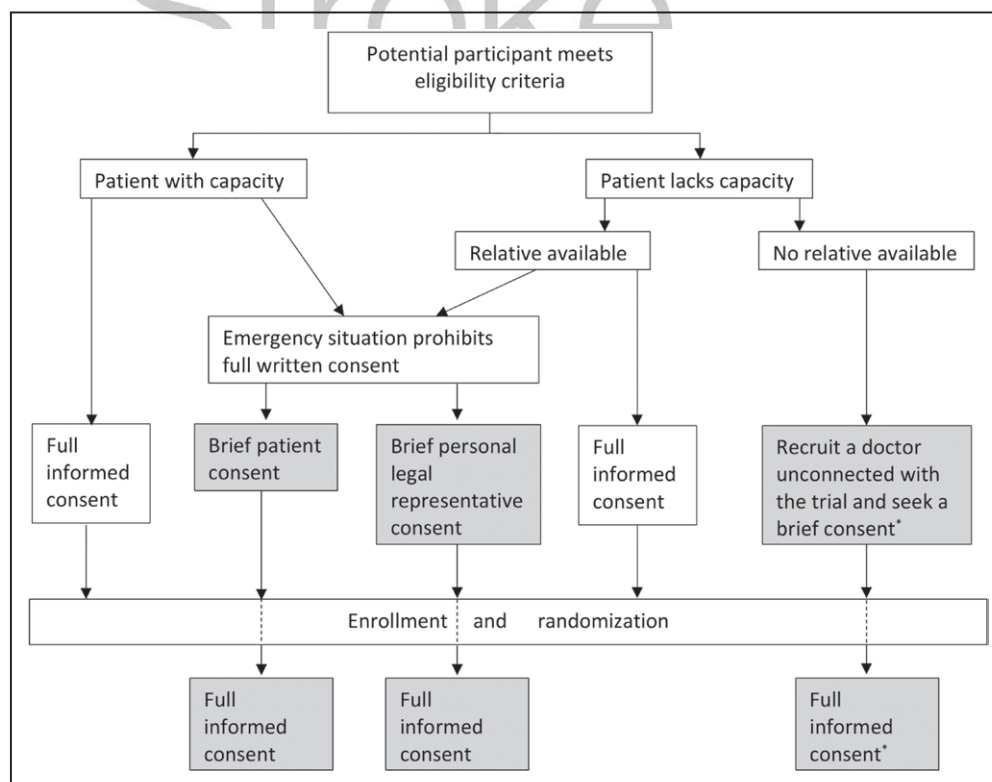 Stroke
Potential participant meets
eligibility criteria
Patient with capacity
Patient lacks capacity
Relative available
No relative available
Emergency situation prohibits
full written consent
Full
informed
consent
Brief patient
consent
Brief personal
legal
representative
consent
Full
informed
consent
Recruit a doctor
unconnected with
the trial and seek a
brief consent*
Enrollment and randomization
Full
informed
consent
Full
informed
consent
Full
informed
consent*